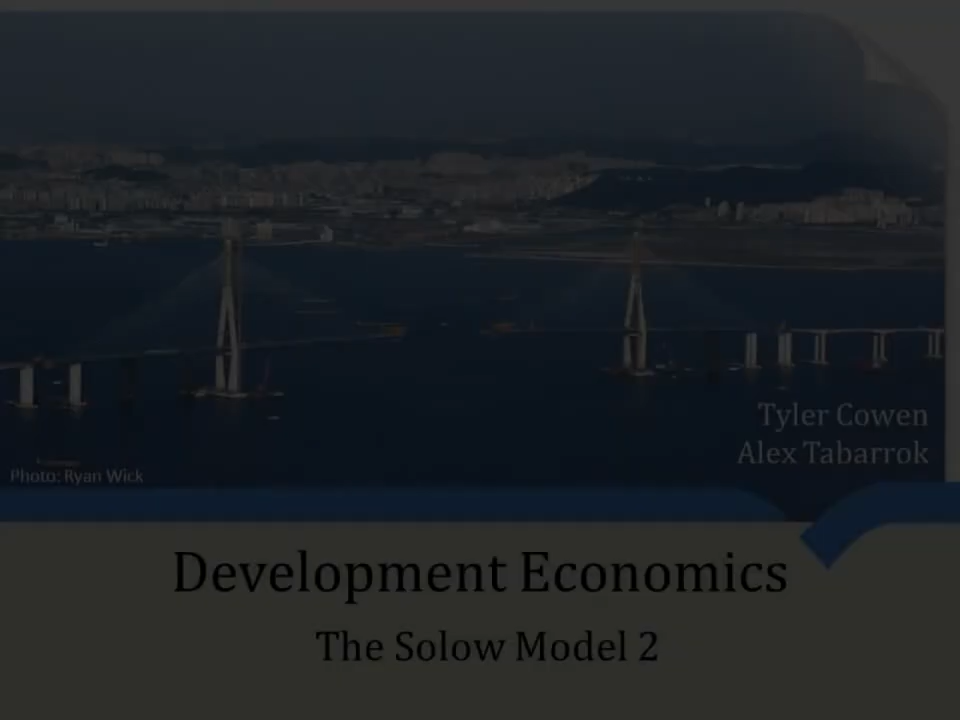 Tyler Cowen
Alex Tabarrok
Photo: Ryan Wick
Development Economics
The Solow Model 2